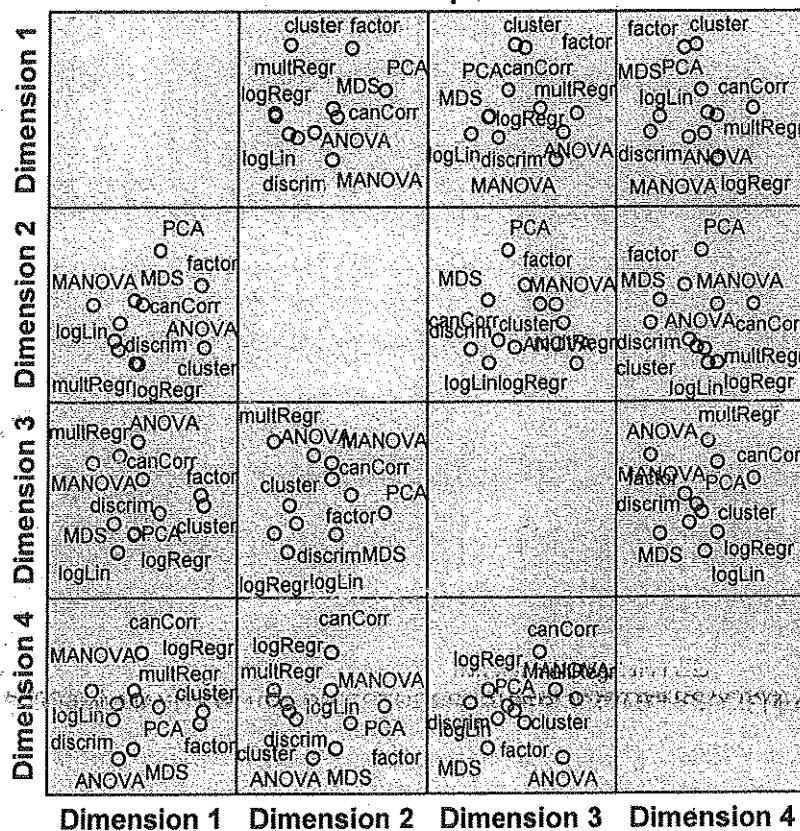 Dimension 1
cluster factor
multRegr
PCA
MDS
logRegr
canConr
ANOVA
logLin
discrim MANOVA
cluster
factor
PCA canCorr
MDS
multRegr
logRegr
logLin discrim ANOVA
MANOVA
factor cluster
MDS PCA
canCorr
logLin
multRegr
discrim ANOVA
MANOVA logRegr
Dimension 2
PCA
factor
MANOVA MDS
canCorr
logLin
ANOVA
discrim
cluster
multRegr logRegr
PCA
factor
MDS
MANOVA
canCorr
discrim cluster
ANOVA multRegr
logLin logRegr
PCA
factor
MDS MANOVA
ANOVA canCorr
discrim
multRegr
cluster
logLin logRegr
Dimension 3
multRegr ANOVA
canCorr
MANOVA
factor
discrim
MDS PCA cluster
logRegr
logLin
multRegr
ANOVA MANOVA
canCorr
cluster
PCA
factor
discrim MDS
logRegr logLin
multRegr
ANOVA
canCorr
MANOVA
factor PCA
discrim
cluster
MDS
logRegr
logLin
Dimension 4
canCorr
MANOVA logRegr
multRegr
cluster
logLin
PCA
discrim
factor
ANOVA MDS
canCorr
logRegr
multRegr
MANOVA
logLin
PCA
discrim
cluster factor
ANOVA MDS
canCorr
logRegr
MANOVA
multRegr
PCA
discrim
logLin
cluster
factor
MDS
ANOVA
Dimension 1 Dimension 2 Dimension 3 Dimension 4